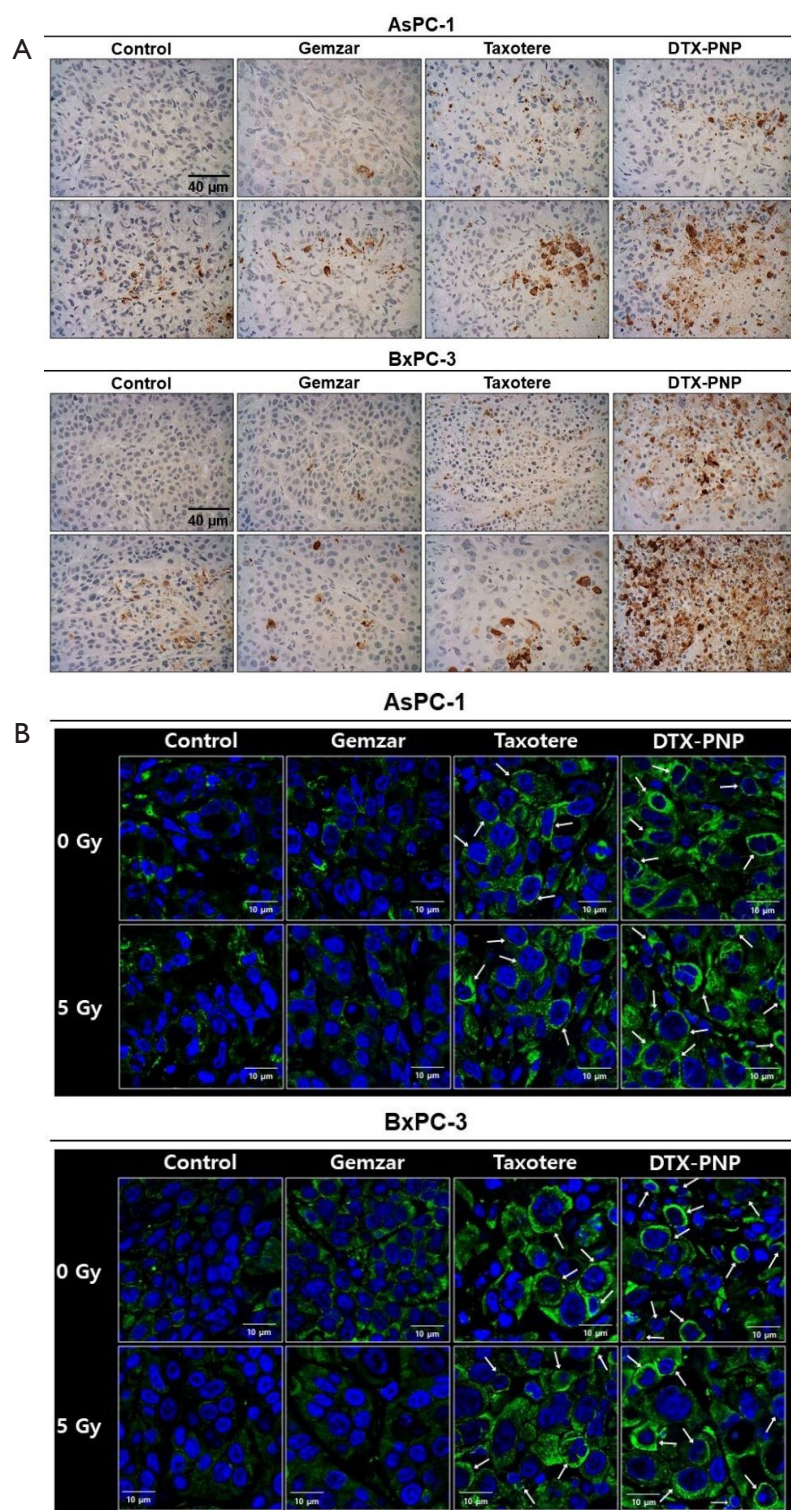 AsPC-1
A
Control Gemzar Taxotere DTX-PNP
40 μm
BxPC-3
Control Gemzar Taxotere DTX-PNP
40 μm
AsPC-1
B
Control Gemzar Taxotere DTX-PNP
0 Gy
10 μm 10 μm 10 μm 10 μm
5 Gy
10 μm 10 μm 10 μm 10 μm
BxPC-3
Control Gemzar Taxotere DTX-PNP
0 Gy
10 μm 10 μm 10 μm 10 μm
5 Gy
10 μm 10 μm 10 μm 10 μm